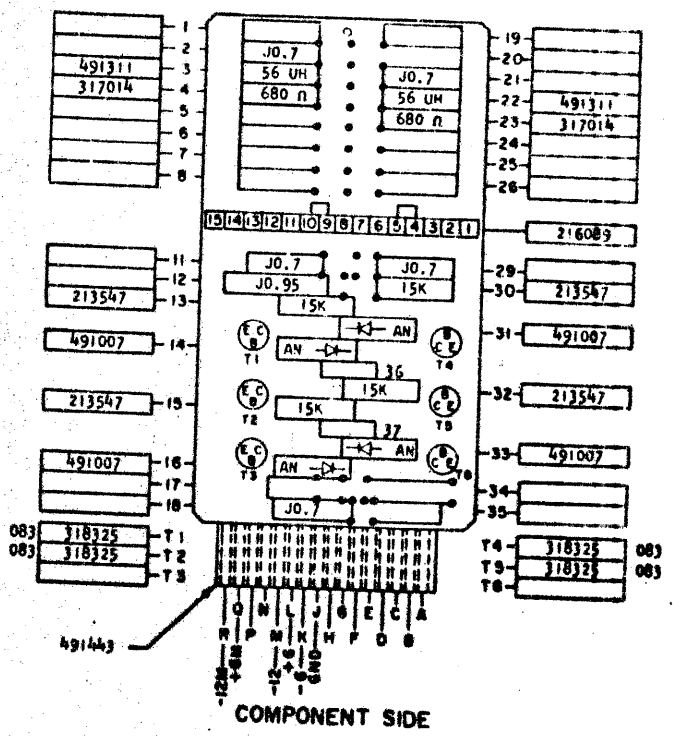 1
2
491311 3
317014 4
5
6
7
8
J0.7
56 UH
680 Ω
J0.7
56 UH
680 Ω
19
20
21
22 491311
23 317014
24
25
26
15 14 13 12 11 10 9 8 7 6 5 4 3 2 1
216089
11
12
213547 13
491007 14
213547 15
491007 16
17
18
J0.7
J0.95
15K
J0.7
15K
AN
E C B
T1
AN
B C E
T4
36
15K
E C B
T2
15K
B C E
T5
37
AN
E C B
T3
AN
B C E
T6
J0.7
29
30 213547
31 491007
32 213547
33 491007
34
35
083 318325 T1
083 318325 T2
T3
T4 318325 083
T5 318325 083
T6
491443
R Q P N M L K J H G F E D C B A
-12M
+6M
-12
+6
-6
GND
COMPONENT SIDE